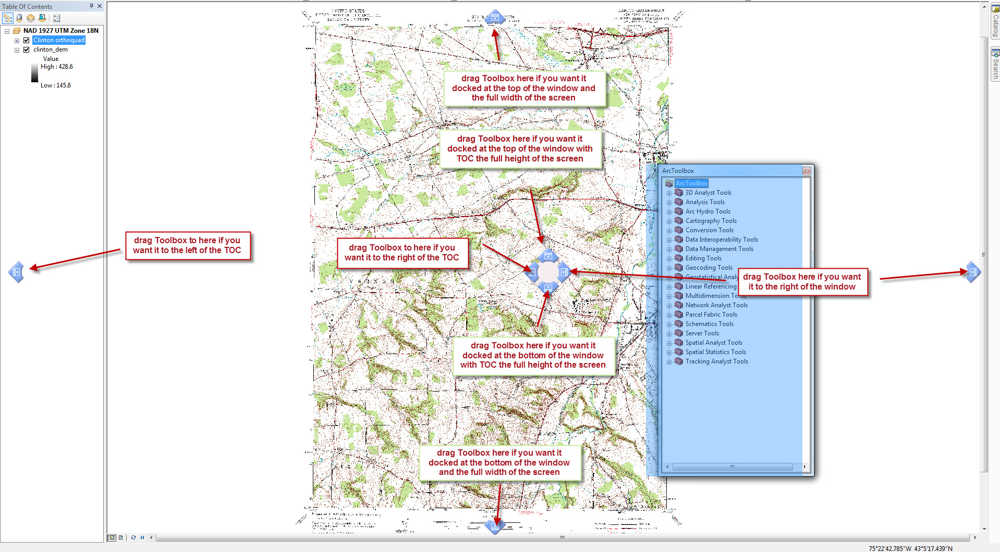 Table Of Contents
NAD 1927 UTM Zone 18N
Clinton orthoquad
clinton_dem
Value
High : 428.6
Low : 145.8
UNITED STATES
GEOLOGICAL SURVEY
CLINTON QUADRANGLE
drag Toolbox here if you want it
docked at the top of the window and
the full width of the screen
drag Toolbox here if you want it
docked at the top of the window with
TOC the full height of the screen
drag Toolbox to here if you
want it to the left of the TOC
drag Toolbox to here if you
want it to the right of the TOC
VERNON
drag Toolbox here if you want
it to the right of the window
drag Toolbox here if you want it
docked at the bottom of the window
with TOC the full height of the screen
drag Toolbox here if you want it
docked at the bottom of the window
and the full width of the screen
ArcToolbox
ArcToolbox
3D Analyst Tools
Analysis Tools
Arc Hydro Tools
Cartography Tools
Conversion Tools
Data Interoperability Tools
Data Management Tools
Editing Tools
Geocoding Tools
Geostatistical Analy
Linear Referencing
Multidimension Tools
Network Analyst Tools
Parcel Fabric Tools
Schematics Tools
Server Tools
Spatial Analyst Tools
Spatial Statistics Tools
Tracking Analyst Tools
Catalog
Search
75°22'42.785"W 43°5'17.439"N